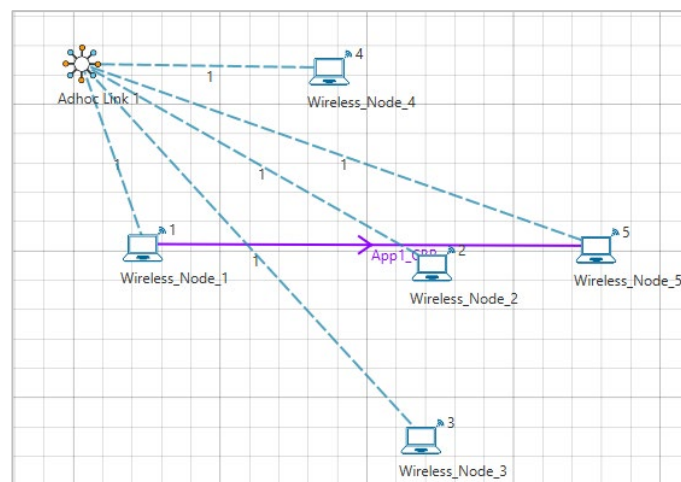 4
1
Adhoc Link 1
Wireless_Node_4
1
1
1
1
5
App1_CBR
2
1
Wireless_Node_1
Wireless_Node_5
Wireless_Node_2
3
Wireless_Node_3